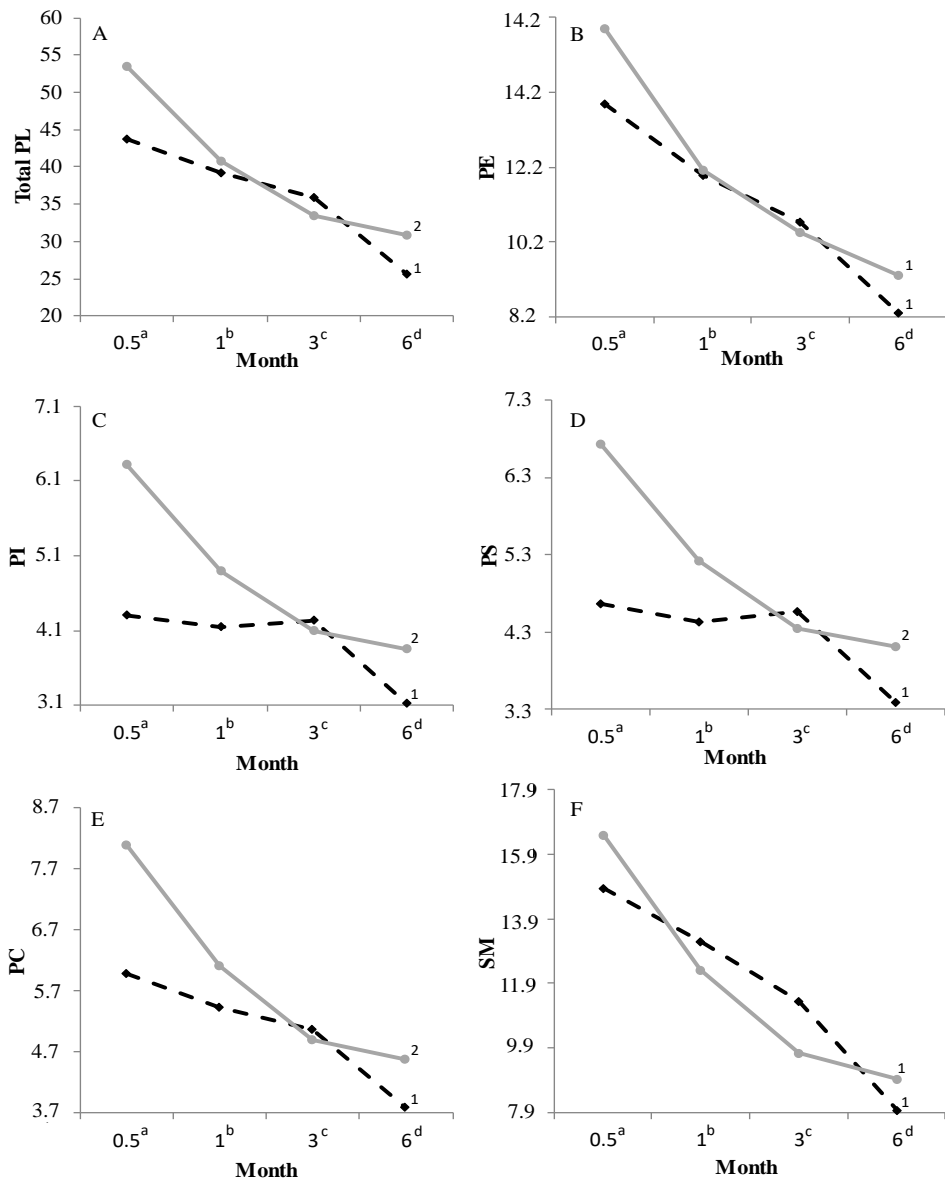 A
Total PL
60
55
50
45
40
35
30
25
20
2
1
0.5ᵃ 1ᵇ 3ᶜ 6ᵈ
Month
B
PE
14.2
14.2
12.2
10.2
8.2
1
1
0.5ᵃ 1ᵇ 3ᶜ 6ᵈ
Month
C
PI
7.1
6.1
5.1
4.1
3.1
2
1
0.5ᵃ 1ᵇ 3ᶜ 6ᵈ
Month
D
PS
7.3
6.3
5.3
4.3
3.3
2
1
0.5ᵃ 1ᵇ 3ᶜ 6ᵈ
Month
E
PC
8.7
7.7
6.7
5.7
4.7
3.7
2
1
0.5ᵃ 1ᵇ 3ᶜ 6ᵈ
Month
F
SM
17.9
15.9
13.9
11.9
9.9
7.9
1
1
0.5ᵃ 1ᵇ 3ᶜ 6ᵈ
Month